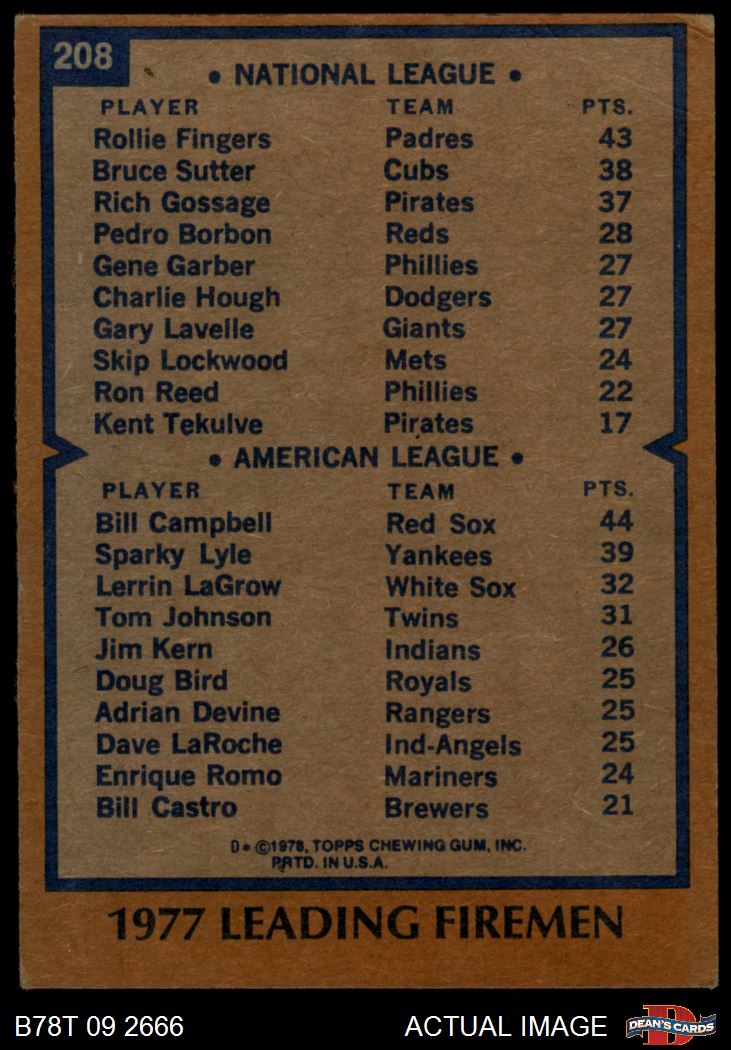 208
• NATIONAL LEAGUE •
PLAYER TEAM PTS.
Rollie Fingers Padres 43
Bruce Sutter Cubs 38
Rich Gossage Pirates 37
Pedro Borbon Reds 28
Gene Garber Phillies 27
Charlie Hough Dodgers 27
Gary Lavelle Giants 27
Skip Lockwood Mets 24
Ron Reed Phillies 22
Kent Tekulve Pirates 17
• AMERICAN LEAGUE •
PLAYER TEAM PTS.
Bill Campbell Red Sox 44
Sparky Lyle Yankees 39
Lerrin LaGrow White Sox 32
Tom Johnson Twins 31
Jim Kern Indians 26
Doug Bird Royals 25
Adrian Devine Rangers 25
Dave LaRoche Ind-Angels 25
Enrique Romo Mariners 24
Bill Castro Brewers 21
D* ©1978, TOPPS CHEWING GUM, INC.
PRTD. IN U.S.A.
1977 LEADING FIREMEN
B78T 09 2666 ACTUAL IMAGE D DEAN'S CARDS